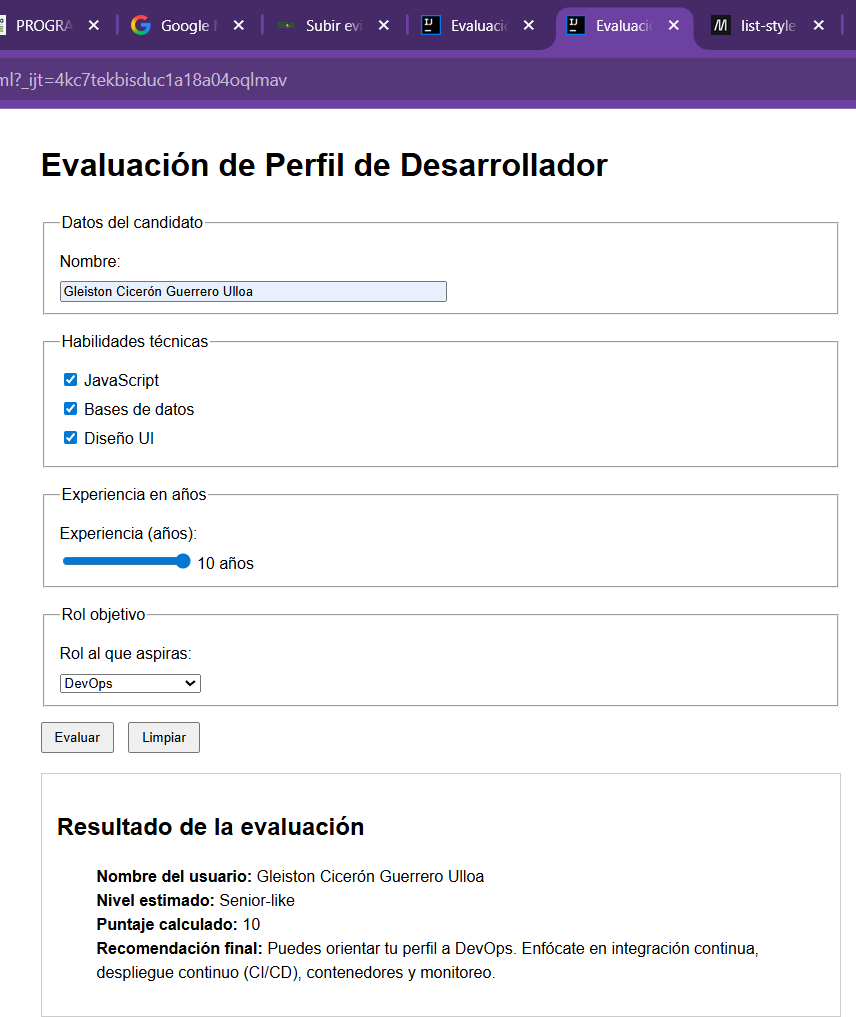 PROGRA
Google
Subir evi
Evaluació
Evaluació
list-style
ml?_ijt=4kc7tekbisduc1a18a04oqlmav
Evaluación de Perfil de Desarrollador
Datos del candidato
Nombre:
Gleiston Cicerón Guerrero Ulloa
Habilidades técnicas
JavaScript
Bases de datos
Diseño UI
Experiencia en años
Experiencia (años):
10 años
Rol objetivo
Rol al que aspiras:
DevOps
Evaluar
Limpiar
Resultado de la evaluación
Nombre del usuario: Gleiston Cicerón Guerrero Ulloa
Nivel estimado: Senior-like
Puntaje calculado: 10
Recomendación final: Puedes orientar tu perfil a DevOps. Enfócate en integración continua,
despliegue continuo (CI/CD), contenedores y monitoreo.